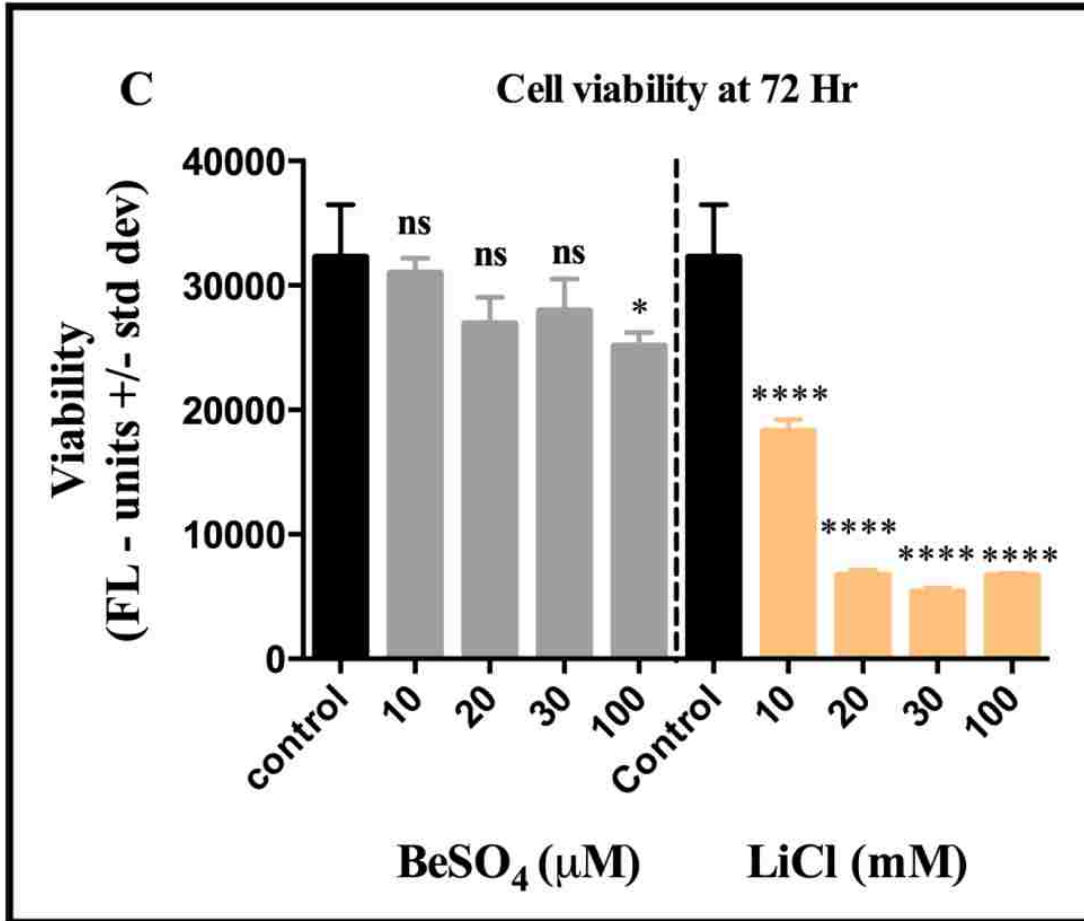 C
Cell viability at 72 Hr
Viability
(FL - units +/- std dev)
40000
30000
20000
10000
0
ns
ns
ns
*
****
****
****
****
control
10
20
30
100
Control
10
20
30
100
BeSO₄ (μM)
LiCl (mM)